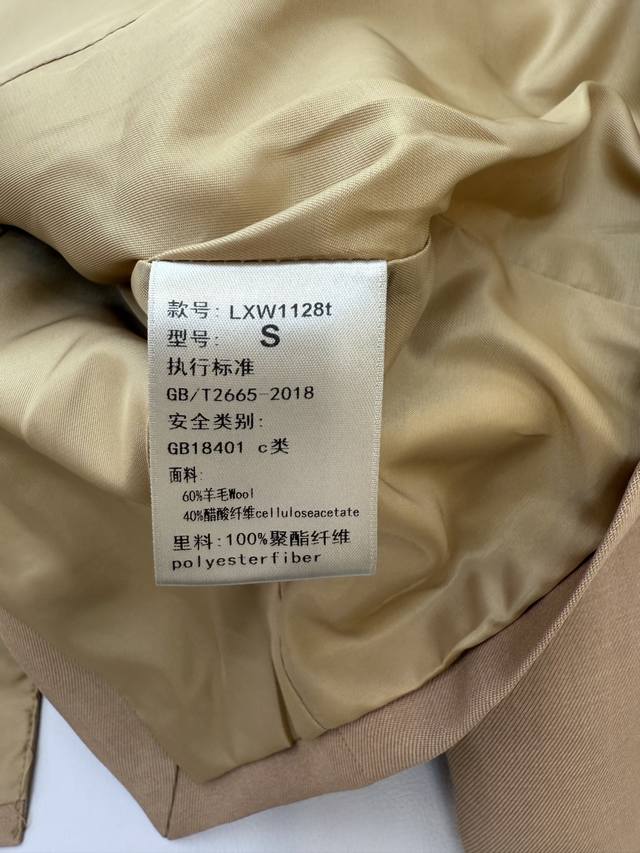 款号: LXW1128t
型号: S
执行标准
GB/T2665-2018
安全类别:
GB18401 c类
面料:
60%羊毛Wool
40%醋酸纤维celluloseacetate
里料:100%聚酯纤维
polyesterfiber